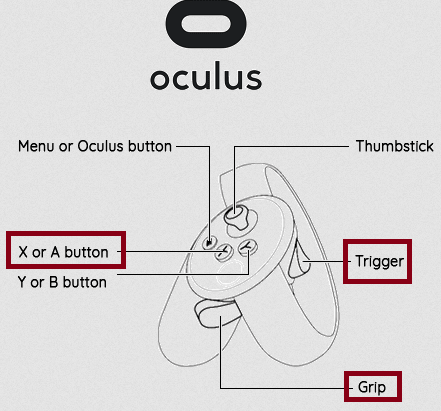 oculus
Menu or Oculus button
Thumbstick
X or A button
Trigger
Y or B button
Grip